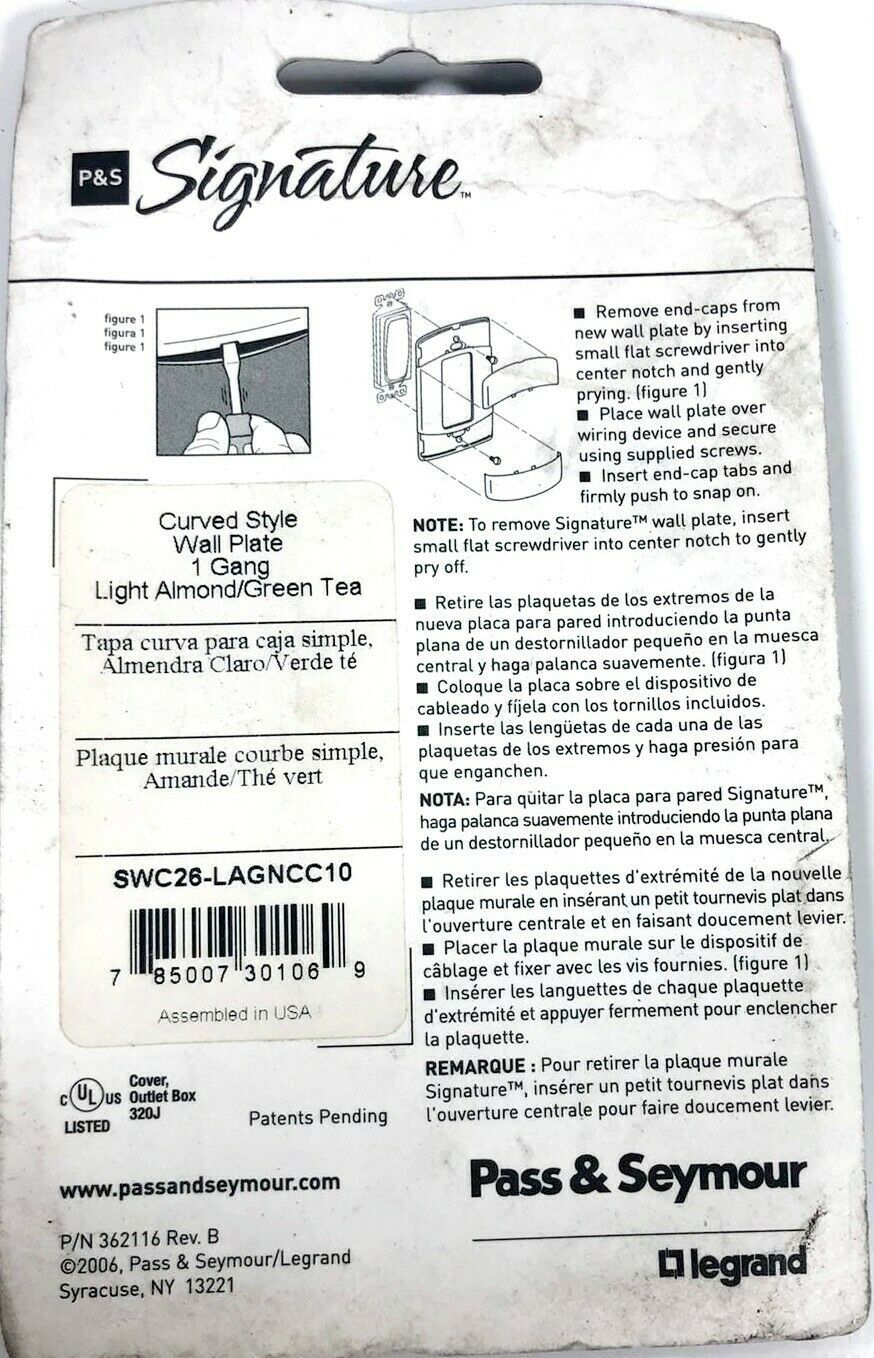 P&S Signature™
figure 1
figura 1
figure 1
■ Remove end-caps from
new wall plate by inserting
small flat screwdriver into
center notch and gently
prying. (figure 1)
■ Place wall plate over
wiring device and secure
using supplied screws.
■ Insert end-cap tabs and
firmly push to snap on.
NOTE: To remove Signature™ wall plate, insert
small flat screwdriver into center notch to gently
pry off.
■ Retire las plaquetas de los extremos de la
nueva placa para pared introduciendo la punta
plana de un destornillador pequeño en la muesca
central y haga palanca suavemente. (figura 1)
■ Coloque la placa sobre el dispositivo de
cableado y fíjela con los tornillos incluidos.
■ Inserte las lengüetas de cada una de las
plaquetas de los extremos y haga presión para
que enganchen.
NOTA: Para quitar la placa para pared Signature™,
haga palanca suavemente introduciendo la punta plana
de un destornillador pequeño en la muesca central.
■ Retirer les plaquettes d'extrémité de la nouvelle
plaque murale en insérant un petit tournevis plat dans
l'ouverture centrale et en faisant doucement levier.
■ Placer la plaque murale sur le dispositif de
câblage et fixer avec les vis fournies. (figure 1)
■ Insérer les languettes de chaque plaquette
d'extrémité et appuyer fermement pour enclencher
la plaquette.
REMARQUE : Pour retirer la plaque murale
Signature™, insérer un petit tournevis plat dans
l'ouverture centrale pour faire doucement levier.
Curved Style
Wall Plate
1 Gang
Light Almond/Green Tea
Tapa curva para caja simple,
Almendra Claro/Verde té
Plaque murale courbe simple,
Amande/Thé vert
SWC26-LAGNCC10
7 85007 30106 9
Assembled in USA
c UL us LISTED
Cover,
Outlet Box
320J
Patents Pending
www.passandseymour.com
P/N 362116 Rev. B
©2006, Pass & Seymour/Legrand
Syracuse, NY 13221
Pass & Seymour
legrand